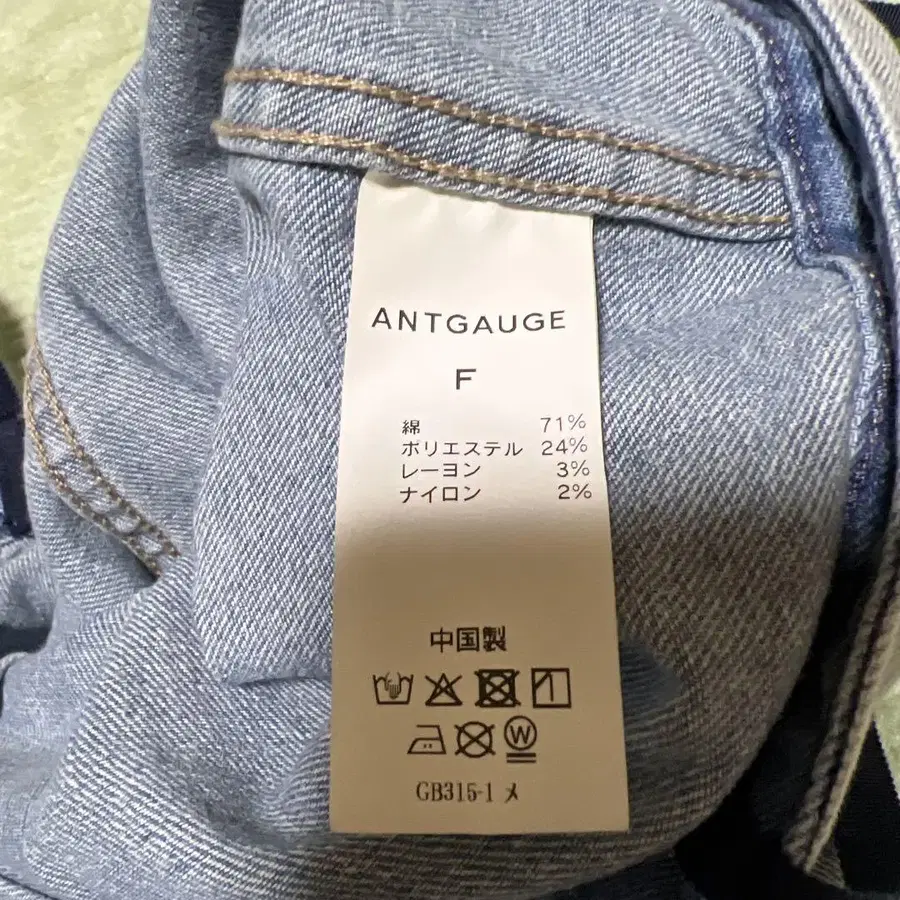 ANTGAUGE
F
綿 71%
ポリエステル 24%
レーヨン 3%
ナイロン 2%
中国製
W
GB315-1 メ